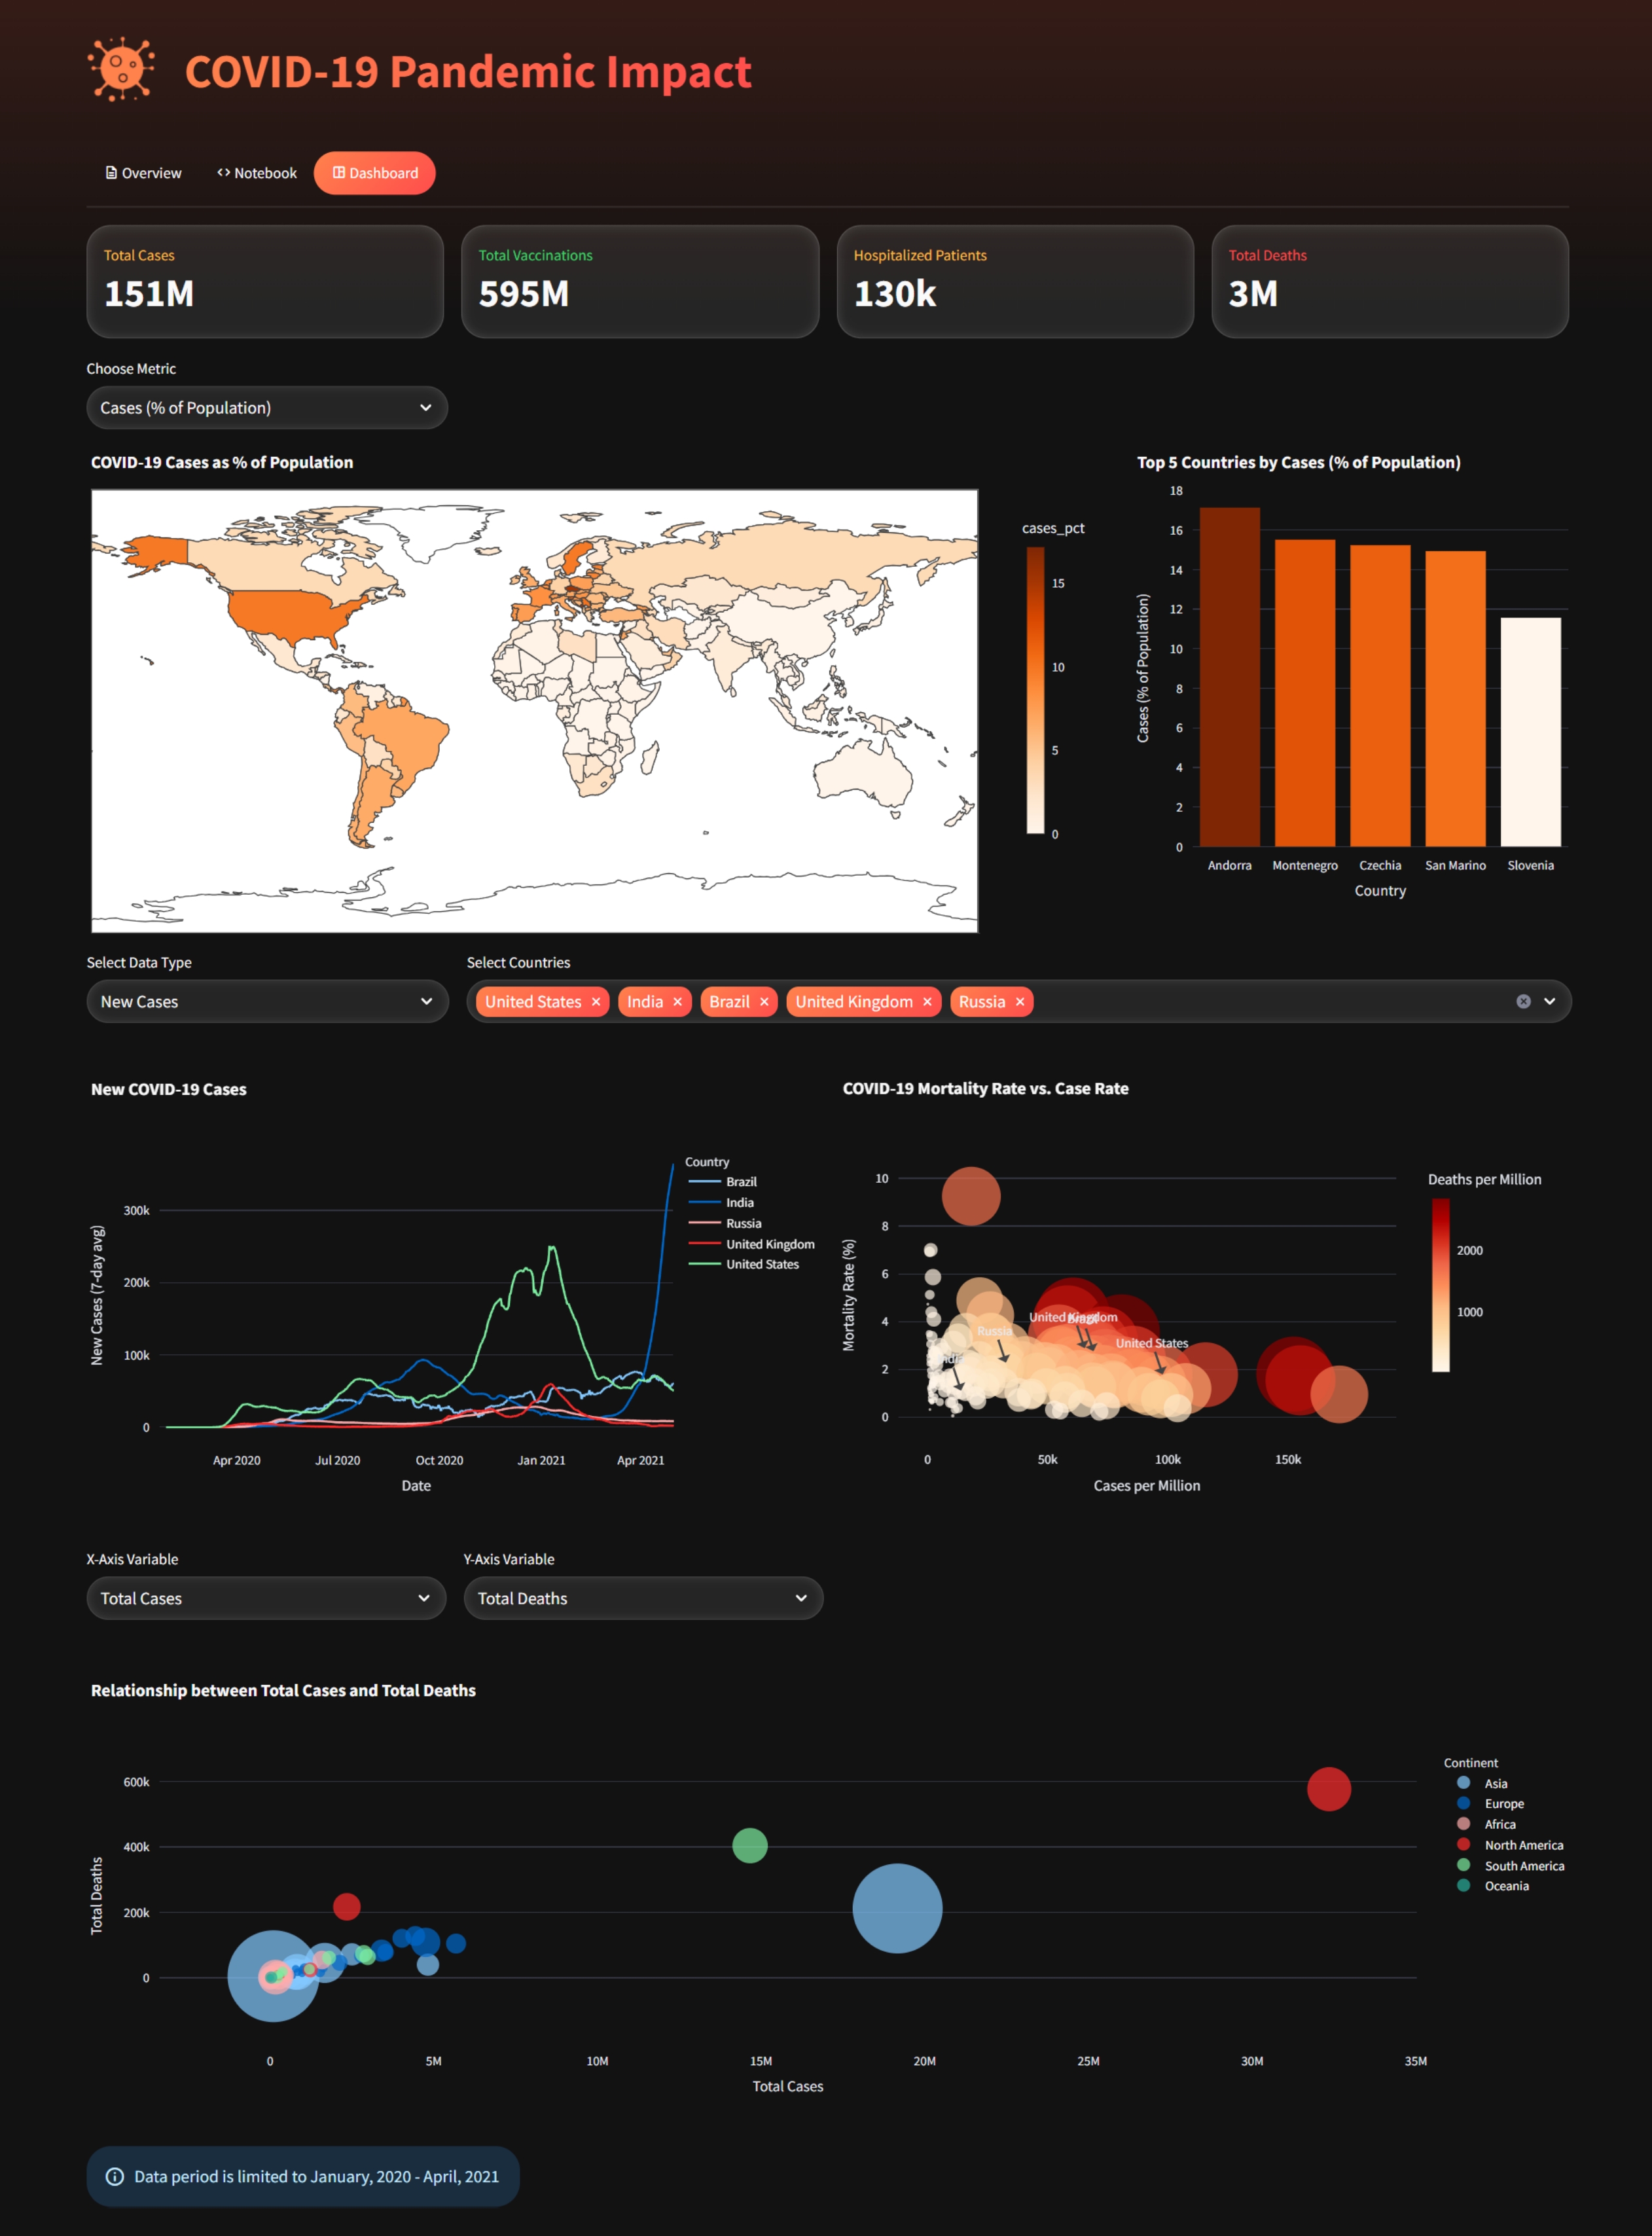 COVID-19 Pandemic Impact
Overview
Notebook
Dashboard
Total Cases
151M
Total Vaccinations
595M
Hospitalized Patients
130k
Total Deaths
3M
Choose Metric
Cases (% of Population)
COVID-19 Cases as % of Population
cases_pct
15
10
5
0
Top 5 Countries by Cases (% of Population)
Cases (% of Population)
18
16
14
12
10
8
6
4
2
0
Andorra
Montenegro
Czechia
San Marino
Slovenia
Country
Select Data Type
New Cases
Select Countries
United States ×
India ×
Brazil ×
United Kingdom ×
Russia ×
New COVID-19 Cases
New Cases (7-day avg)
300k
200k
100k
0
Apr 2020
Jul 2020
Oct 2020
Jan 2021
Apr 2021
Date
Country
Brazil
India
Russia
United Kingdom
United States
COVID-19 Mortality Rate vs. Case Rate
Mortality Rate (%)
10
8
6
4
2
0
United Kingdom
Brazil
Russia
United States
India
0
50k
100k
150k
Cases per Million
Deaths per Million
2000
1000
X-Axis Variable
Total Cases
Y-Axis Variable
Total Deaths
Relationship between Total Cases and Total Deaths
Total Deaths
600k
400k
200k
0
0
5M
10M
15M
20M
25M
30M
35M
Total Cases
Continent
Asia
Europe
Africa
North America
South America
Oceania
Data period is limited to January, 2020 - April, 2021